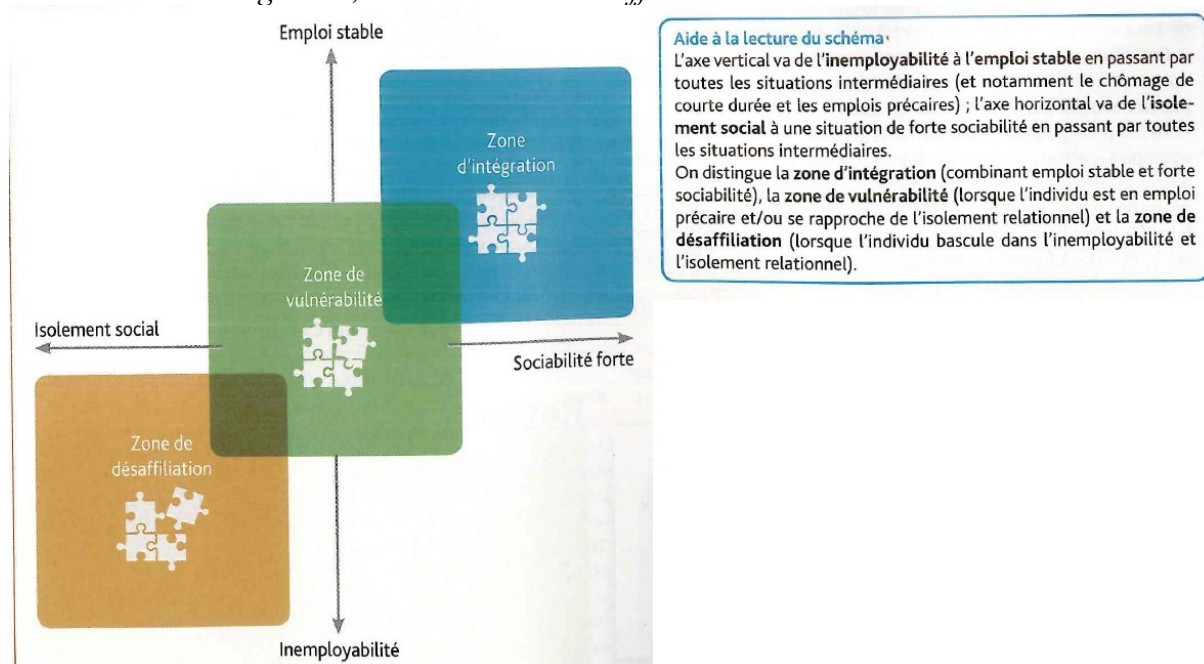 Emploi stable
Zone
d'intégration
Zone de
vulnérabilité
Isolement social
Sociabilité forte
Zone de
désaffiliation
Inemployabilité
Aide à la lecture du schéma
L'axe vertical va de l'inemployabilité à l'emploi stable en passant par
toutes les situations intermédiaires (et notamment le chômage de
courte durée et les emplois précaires) ; l'axe horizontal va de l'isole-
ment social à une situation de forte sociabilité en passant par toutes
les situations intermédiaires.
On distingue la zone d'intégration (combinant emploi stable et forte
sociabilité), la zone de vulnérabilité (lorsque l'individu est en emploi
précaire et/ou se rapproche de l'isolement relationnel) et la zone de
désaffiliation (lorsque l'individu bascule dans l'inemployabilité et
l'isolement relationnel).